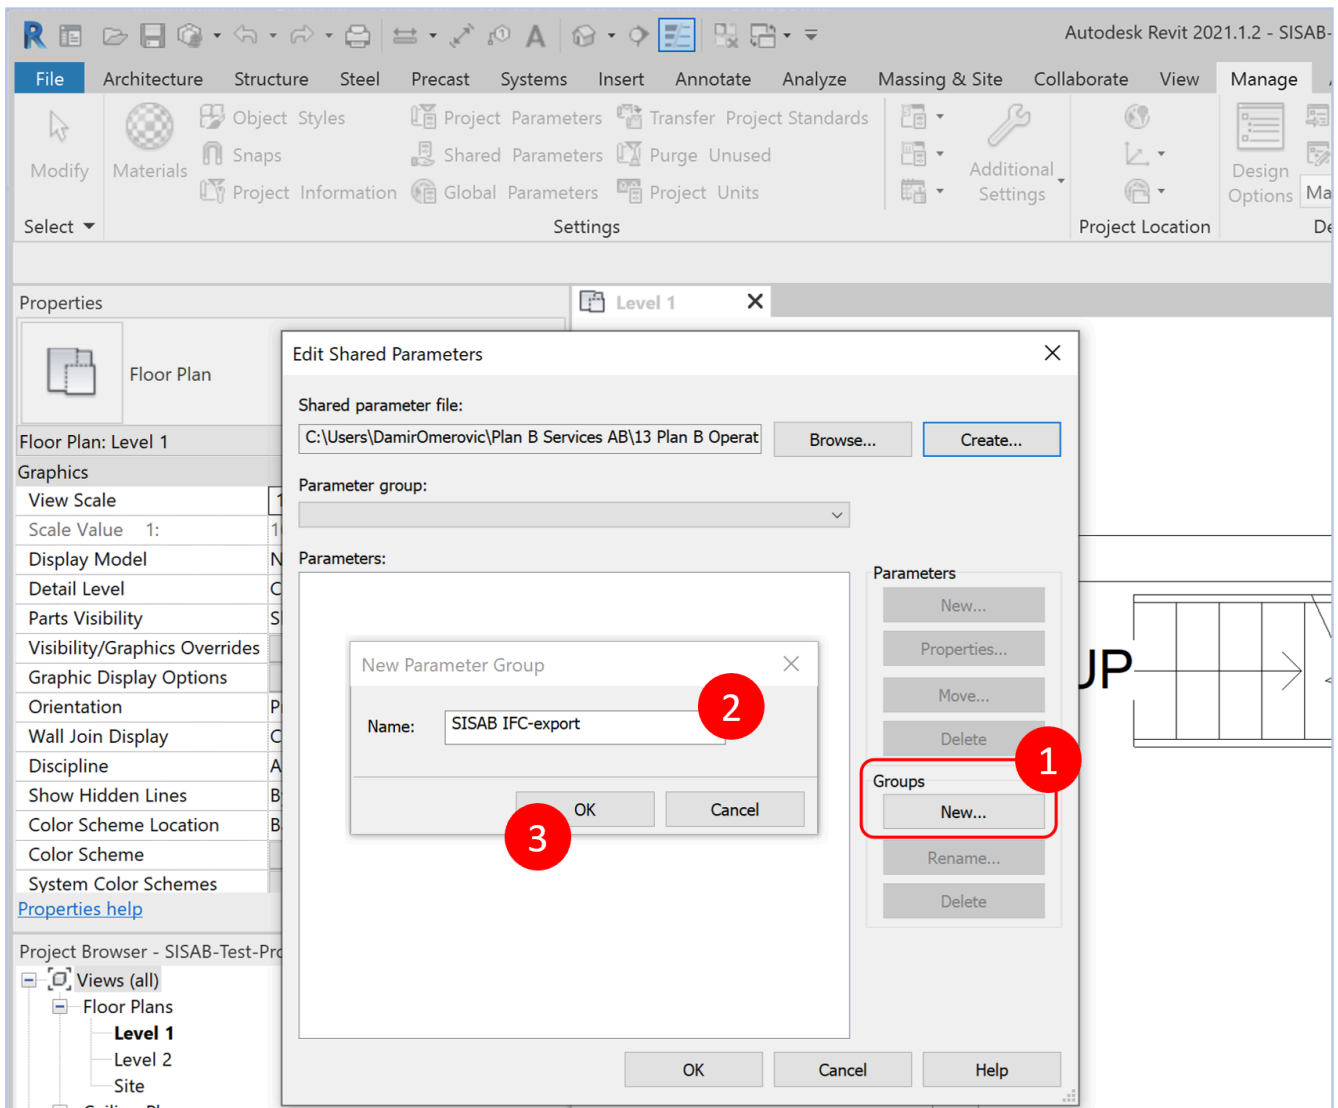 Autodesk Revit 2021.1.2 - SISAB-
File Architecture Structure Steel Precast Systems Insert Annotate Analyze Massing & Site Collaborate View Manage
Modify
Materials
Object Styles
Snaps
Project Information
Project Parameters
Shared Parameters
Global Parameters
Transfer Project Standards
Purge Unused
Project Units
Additional
Settings
Design
Options
Ma
Select
Settings
Project Location
De
Properties
Level 1
Floor Plan
Floor Plan: Level 1
Graphics
View Scale
Scale Value 1:
Display Model
Detail Level
Parts Visibility
Visibility/Graphics Overrides
Graphic Display Options
Orientation
Wall Join Display
Discipline
Show Hidden Lines
Color Scheme Location
Color Scheme
System Color Schemes
Properties help
Project Browser - SISAB-Test-Pro
Views (all)
Floor Plans
Level 1
Level 2
Site
Edit Shared Parameters
Shared parameter file:
C:\Users\DamirOmerovic\Plan B Services AB\13 Plan B Operat
Browse...
Create...
Parameter group:
Parameters:
Parameters
New...
Properties...
Move...
Delete
1
Groups
New...
Rename...
Delete
New Parameter Group
2
Name: SISAB IFC-export
OK
Cancel
3
OK
Cancel
Help
UP